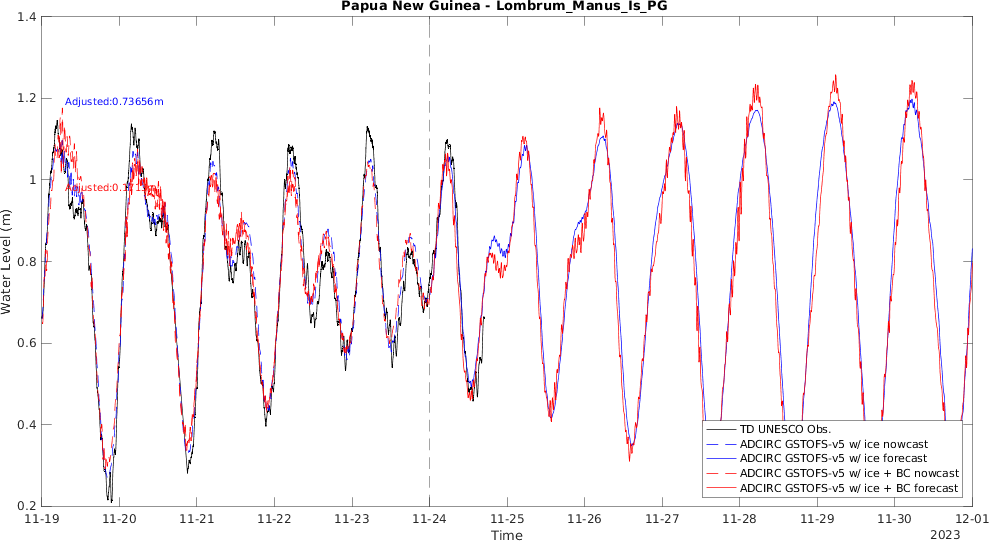 Papua New Guinea - Lombrum_Manus_Is_PG
Water Level (m)
1.4
1.2
1
0.8
0.6
0.4
0.2
Adjusted:0.73656m
TD UNESCO Obs.
ADCIRC GSTOFS-v5 w/ ice nowcast
ADCIRC GSTOFS-v5 w/ ice forecast
ADCIRC GSTOFS-v5 w/ ice + BC nowcast
ADCIRC GSTOFS-v5 w/ ice + BC forecast
11-19 11-20 11-21 11-22 11-23 11-24 11-25 11-26 11-27 11-28 11-29 11-30 12-01
Time
2023